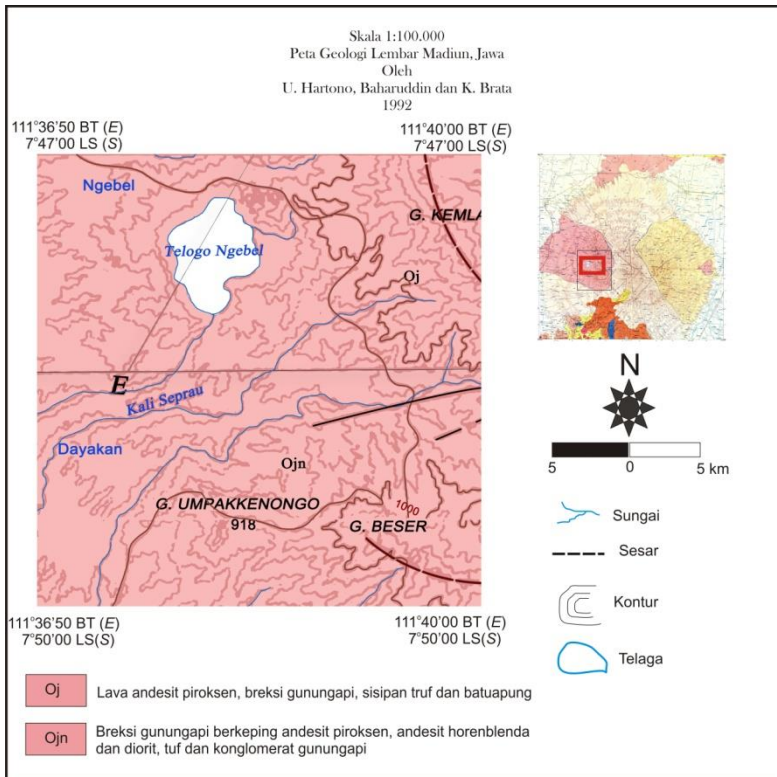 Skala 1:100.000
Peta Geologi Lembar Madiun, Jawa
Oleh
U. Hartono, Baharuddin dan K. Brata
1992
111°36'50 BT (E)
7°47'00 LS (S)
111°40'00 BT (E)
7°47'00 LS (S)
Ngebel
G. KEMLA
Telogo Ngebel
Oj
E
Kali Seprau
Dayakan
Ojn
G. UMPAKKENONGO
918
1000
G. BESER
111°36'50 BT (E)
7°50'00 LS(S)
111°40'00 BT (E)
7°50'00 LS(S)
N
5 0 5 km
Sungai
Sesar
Kontur
Telaga
Oj Lava andesit piroksen, breksi gunungapi, sisipan truf dan batuapung
Ojn Breksi gunungapi berkeping andesit piroksen, andesit horenblenda
dan diorit, tuf dan konglomerat gunungapi